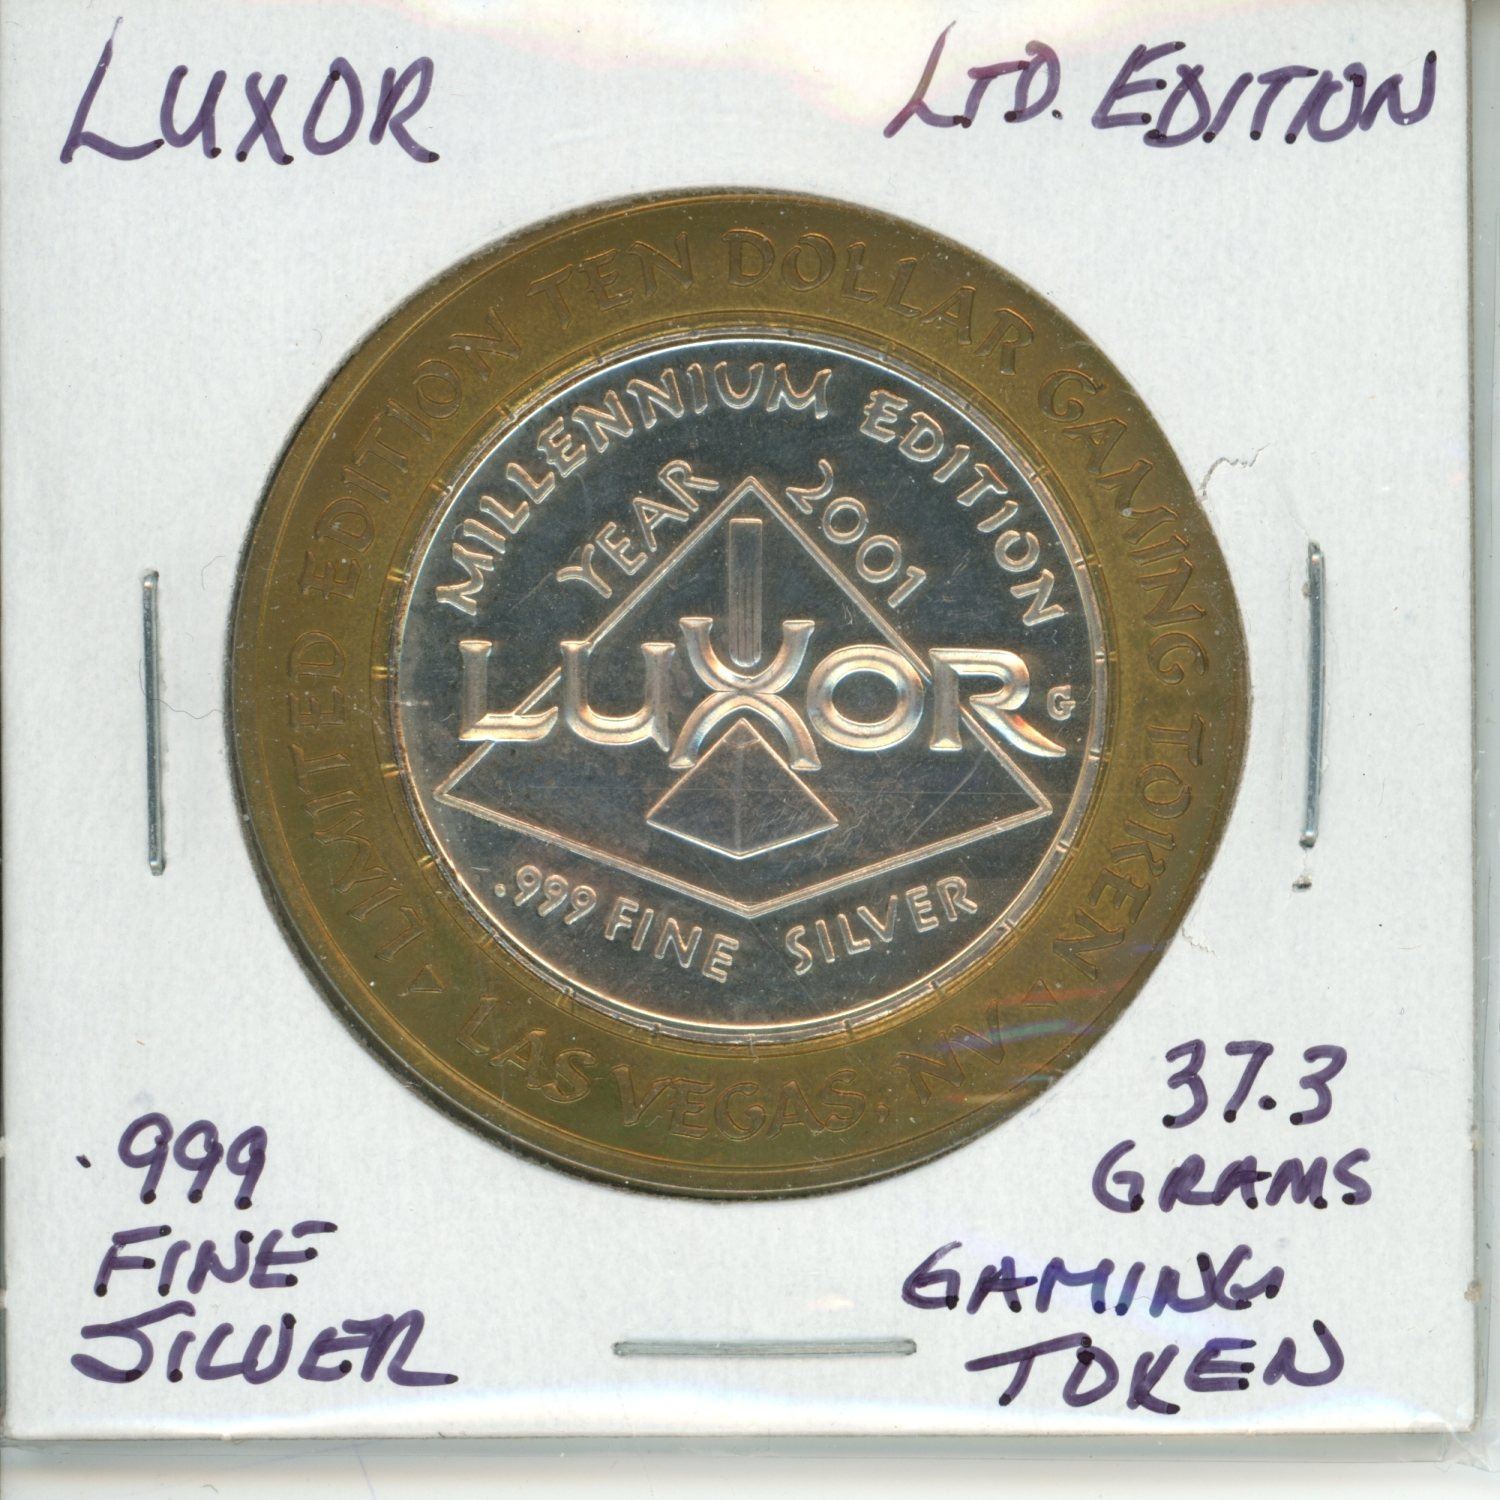 LUXOR
LTD. EDITION
LIMITED EDITION TEN DOLLAR GAMING TOKEN
MILLENNIUM EDITION
YEAR 2001
LUXOR
G
.999 FINE SILVER
LAS VEGAS, NV
.999
FINE
SILVER
37.3
GRAMS
GAMING
TOKEN